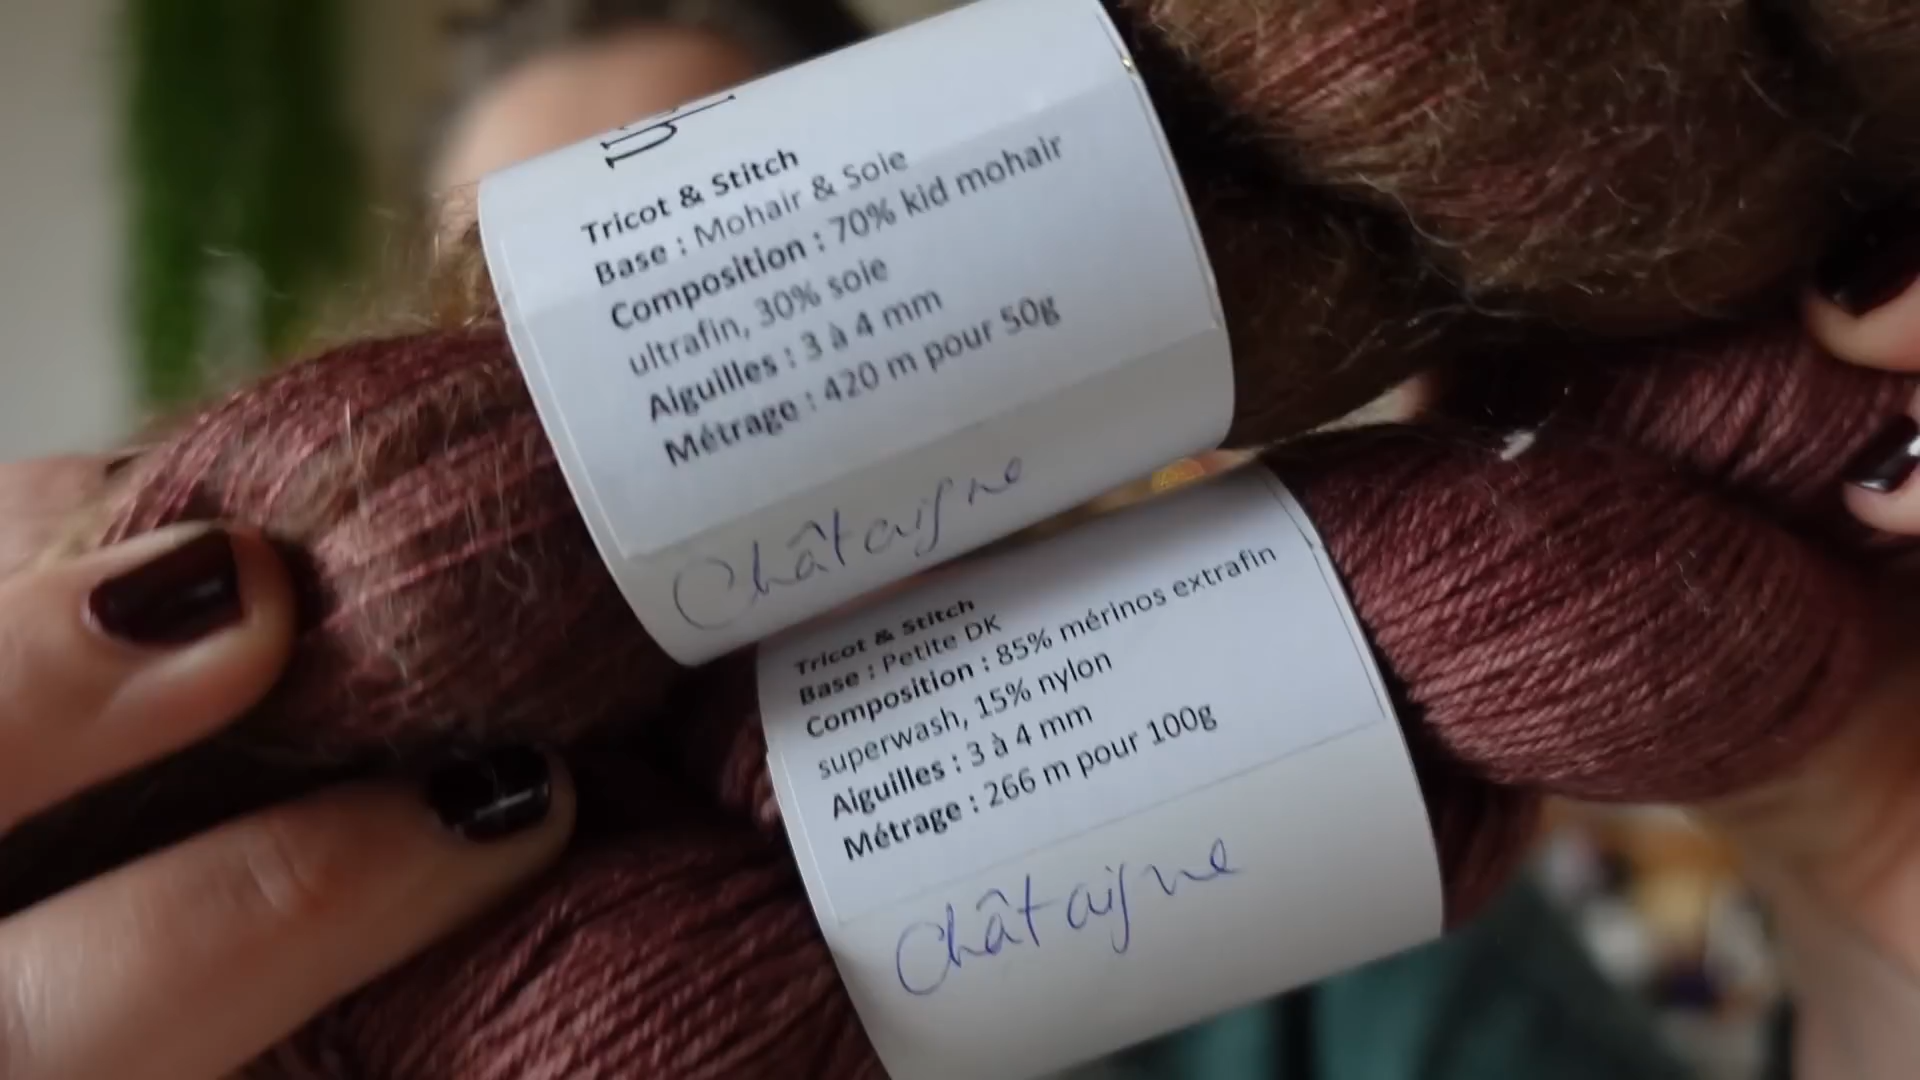 Tricot & Stitch
Base : Mohair & Soie
Composition : 70% kid mohair
ultrafin, 30% soie
Aiguilles : 3 à 4 mm
Métrage : 420 m pour 50g
Châtaigne
Tricot & Stitch
Base : Petite DK
Composition : 85% mérinos extrafin
superwash, 15% nylon
Aiguilles : 3 à 4 mm
Métrage : 266 m pour 100g
Châtaigne